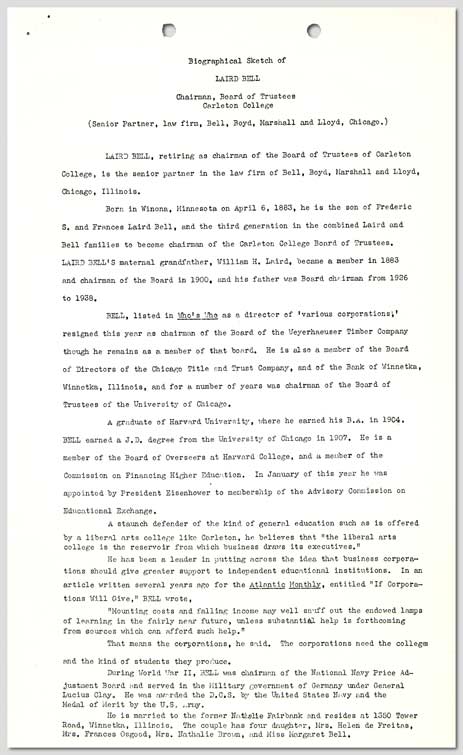 Biographical Sketch of
LAIRD BELL
Chairman, Board of Trustees
Carleton College
(Senior Partner, law firm, Bell, Boyd, Marshall and Lloyd, Chicago.)
LAIRD BELL, retiring as chairman of the Board of Trustees of Carleton
College, is the senior partner in the law firm of Bell, Boyd, Marshall and Lloyd,
Chicago, Illinois.
Born in Winona, Minnesota on April 6, 1883, he is the son of Frederic
S. and Frances Laird Bell, and the third generation in the combined Laird and
Bell families to become chairman of the Carleton College Board of Trustees.
LAIRD BELL'S maternal grandfather, William H. Laird, became a member in 1883
and chairman of the Board in 1900, and his father was Board chairman from 1926
to 1938.
BELL, listed in Who's Who as a director of 'various corporations,'
resigned this year as chairman of the Board of the Weyerhaeuser Timber Company
though he remains as a member of that board. He is also a member of the Board
of Directors of the Chicago Title and Trust Company, and of the Bank of Winnetka,
Winnetka, Illinois, and for a number of years was chairman of the Board of
Trustees of the University of Chicago.
A graduate of Harvard University, where he earned his B.A. in 1904.
BELL earned a J.D. degree from the University of Chicago in 1907. He is a
member of the Board of Overseers at Harvard College, and a member of the
Commission on Financing Higher Education. In January of this year he was
appointed by President Eisenhower to membership of the Advisory Commission on
Educational Exchange.
A staunch defender of the kind of general education such as is offered
by a liberal arts college like Carleton, he believes that "the liberal arts
college is the reservoir from which business draws its executives."
He has been a leader in putting across the idea that business corpora-
tions should give greater support to independent educational institutions. In an
article written several years ago for the Atlantic Monthly, entitled "If Corpora-
tions Will Give," BELL wrote,
"Mounting costs and falling income may well snuff out the endowed lamps
of learning in the fairly near future, unless substantial help is forthcoming
from sources which can afford such help."
That means the corporations, he said. The corporations need the colleges
and the kind of students they produce.
During World War II, BELL was chairman of the National Navy Price Ad-
justment Board and served in the Military government of Germany under General
Lucius Clay. He was awarded the D.C.S. by the United States Navy and the
Medal of Merit by the U.S. Army.
He is married to the former Nathalie Fairbank and resides at 1350 Tower
Road, Winnetka, Illinois. The couple has four daughter, Mrs. Helen de Freitas,
Mrs. Frances Osgood, Mrs. Nathalie Brown, and Miss Margaret Bell.